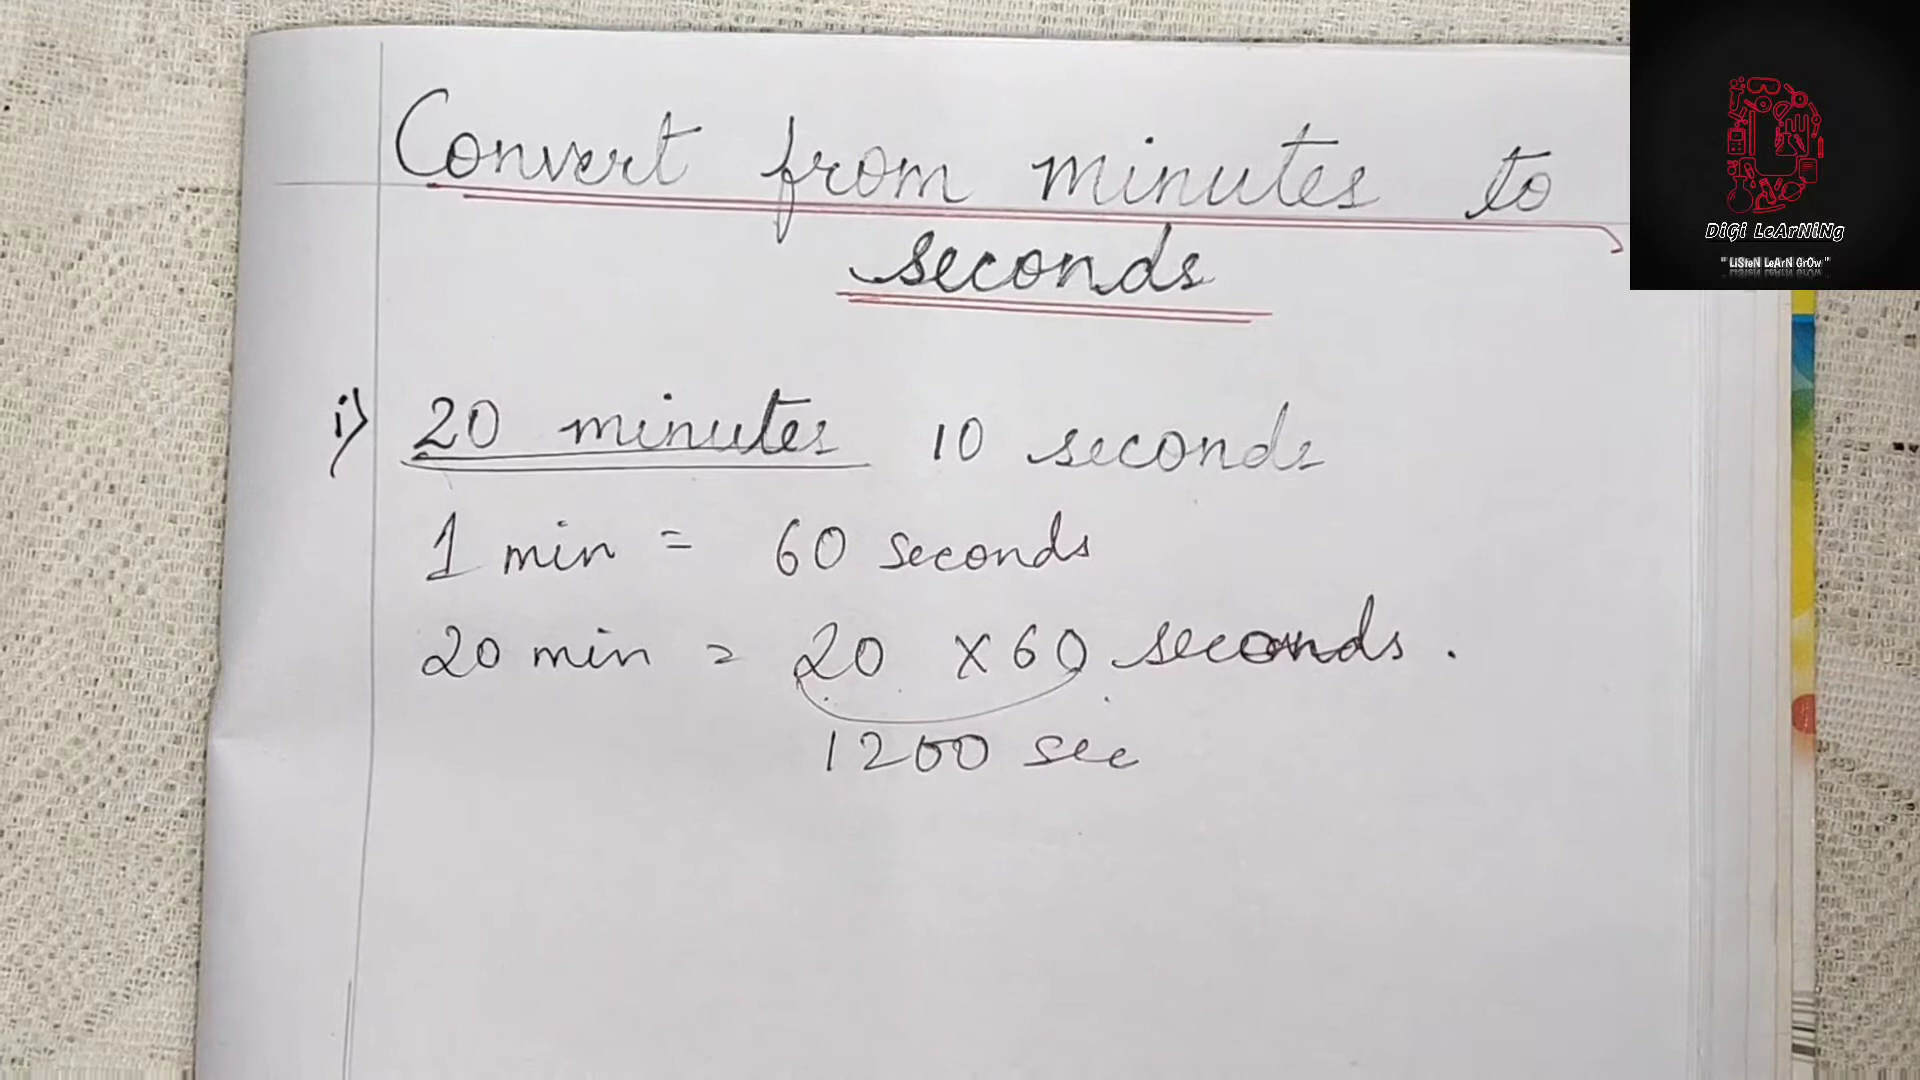 Convert from minutes to
seconds
i) 20 minutes 10 seconds
1 min = 60 seconds
20 min = 20 x 60 seconds.
1200 sec
DiGi LeArNiNg
" LiSteN LeArN GrOw "